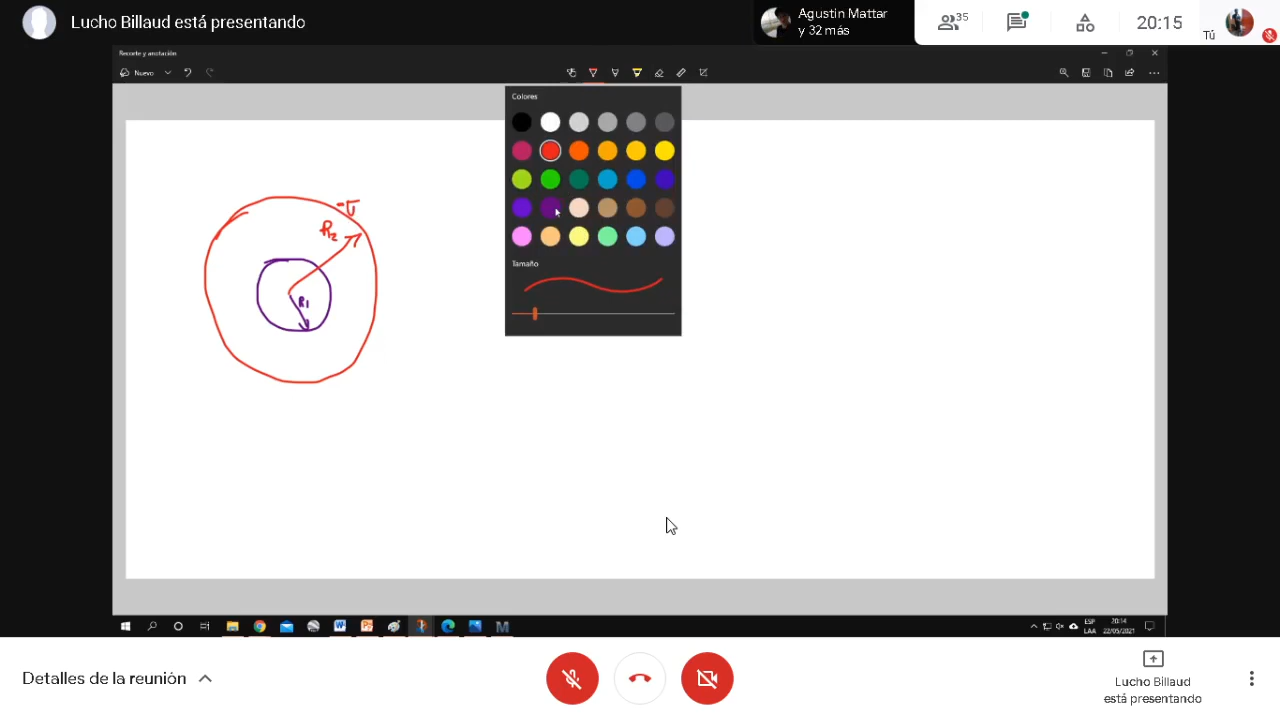 Lucho Billaud está presentando
Agustin Mattar
y 32 más
35
20:15
Tú
Recorte y anotación
Nuevo
Colores
Tamaño
-σ
R2
R1
ESP
LAA
20:14
22/05/2021
Detalles de la reunión
Lucho Billaud
está presentando